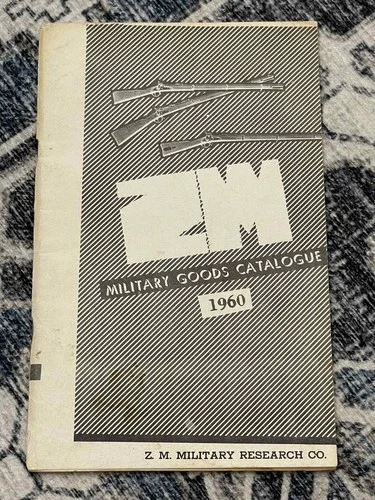 ZM
MILITARY GOODS CATALOGUE
1960
Z. M. MILITARY RESEARCH CO.